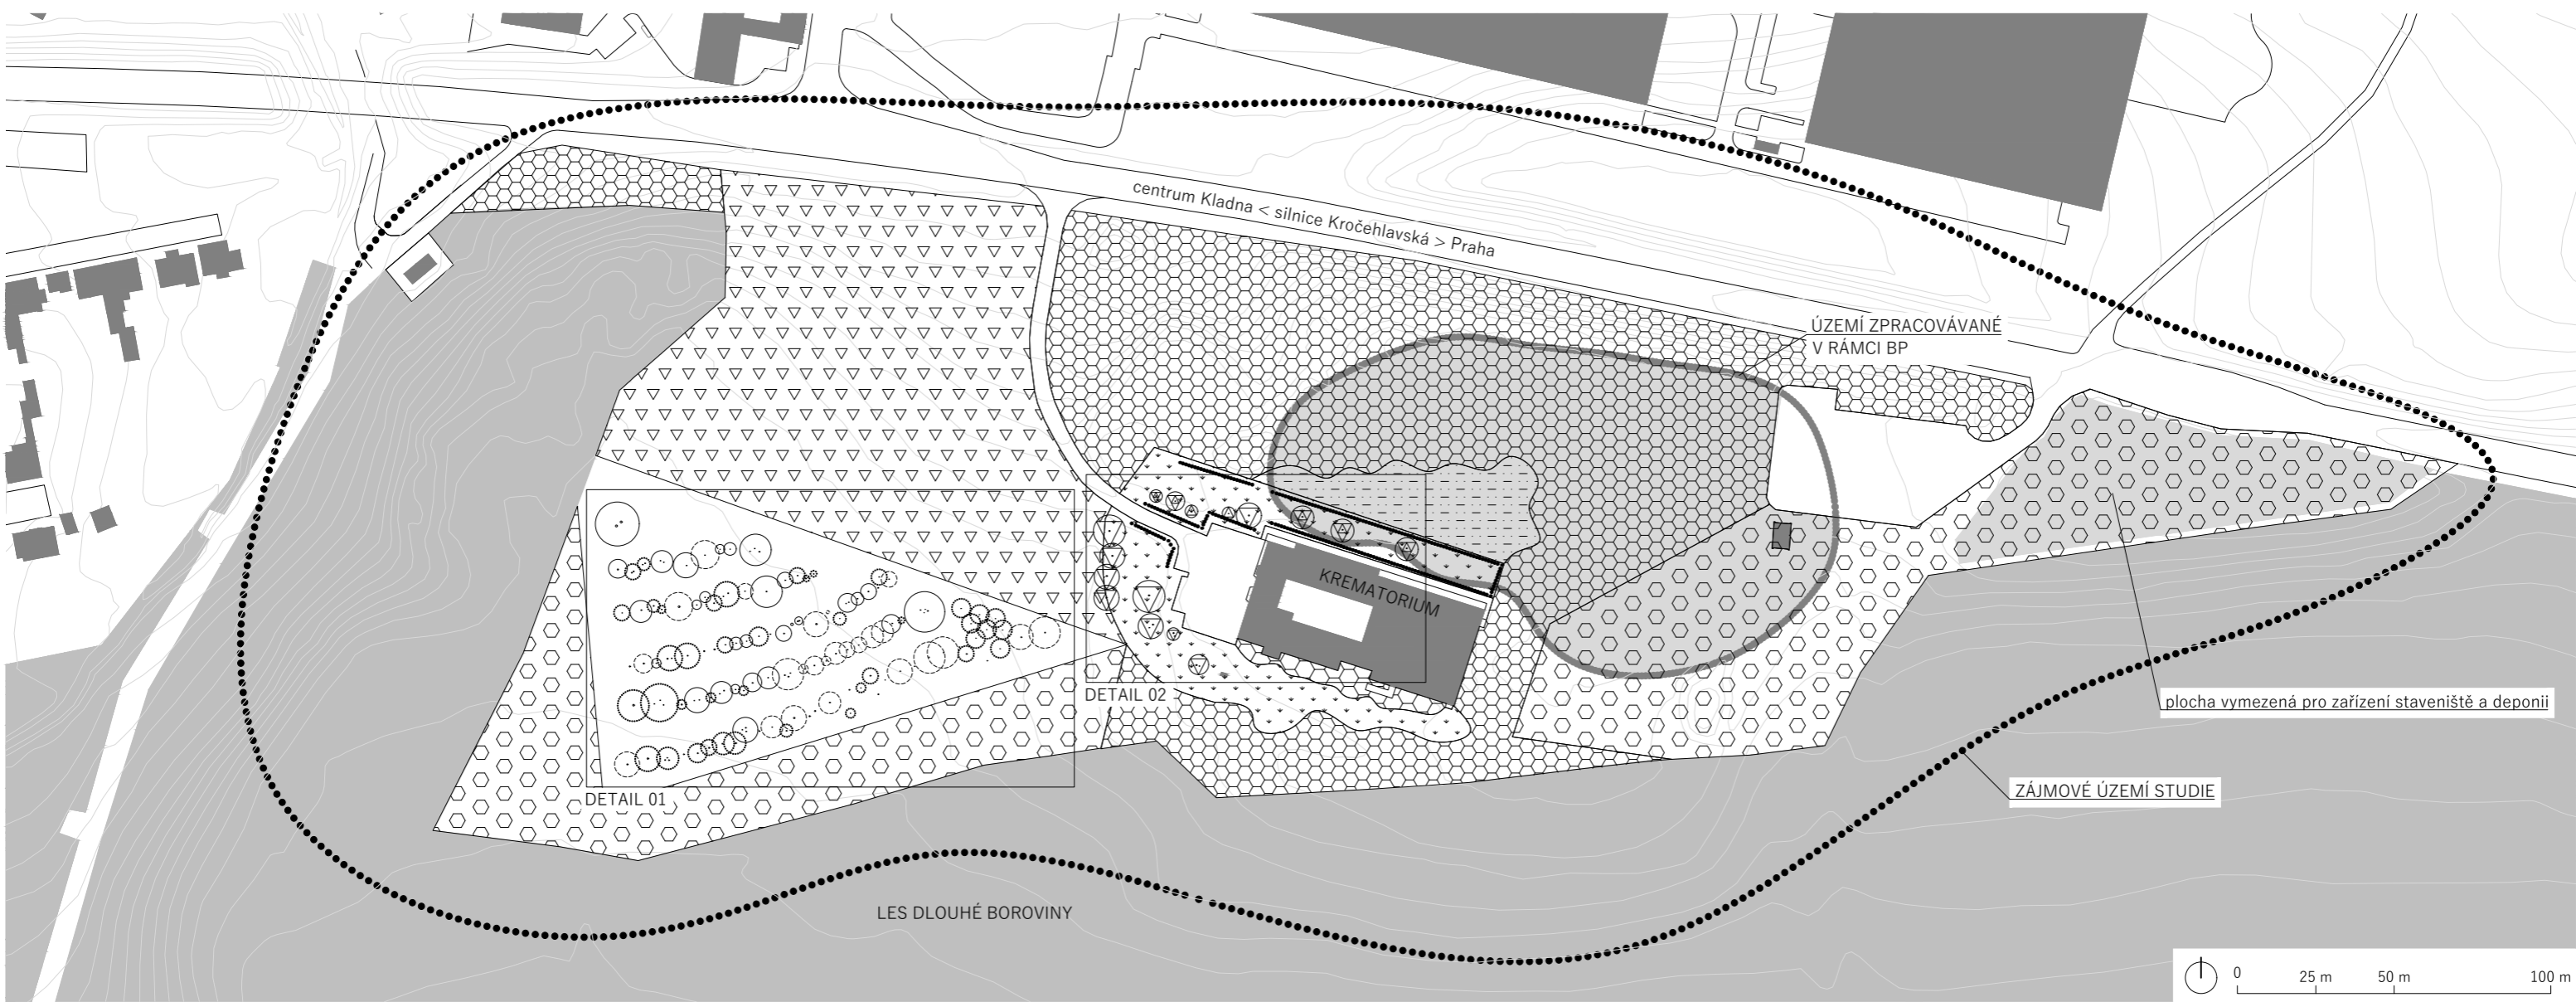 centrum Kladna < silnice Kročehlavská > Praha
ÚZEMÍ ZPRACOVÁVANÉ
V RÁMCI BP
KREMATORIUM
DETAIL 02
plocha vymezená pro zařízení staveniště a deponii
ZÁJMOVÉ ÚZEMÍ STUDIE
DETAIL 01
LES DLOUHÉ BOROVINY
0 25 m 50 m 100 m